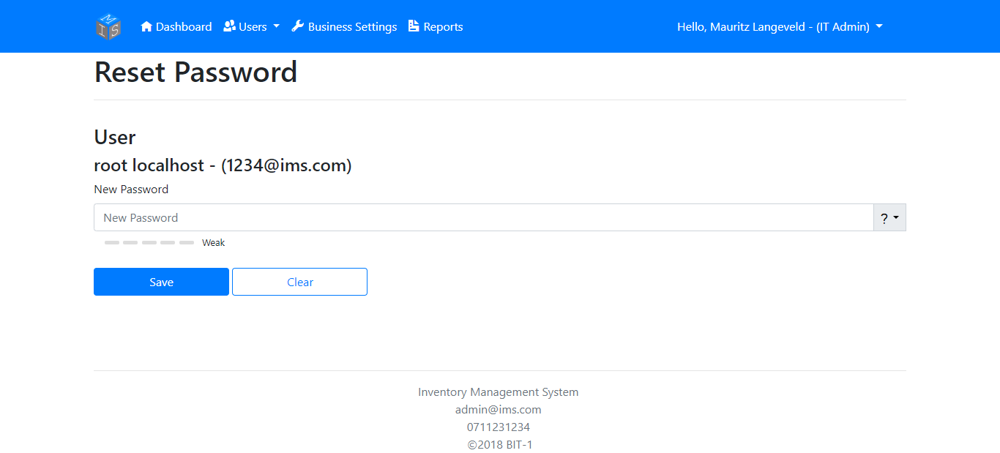 IMS
Dashboard Users Business Settings Reports Hello, Mauritz Langeveld - (IT Admin)
Reset Password
User
root localhost - (1234@ims.com)
New Password
New Password ?
Weak
Save Clear
Inventory Management System
admin@ims.com
0711231234
©2018 BIT-1